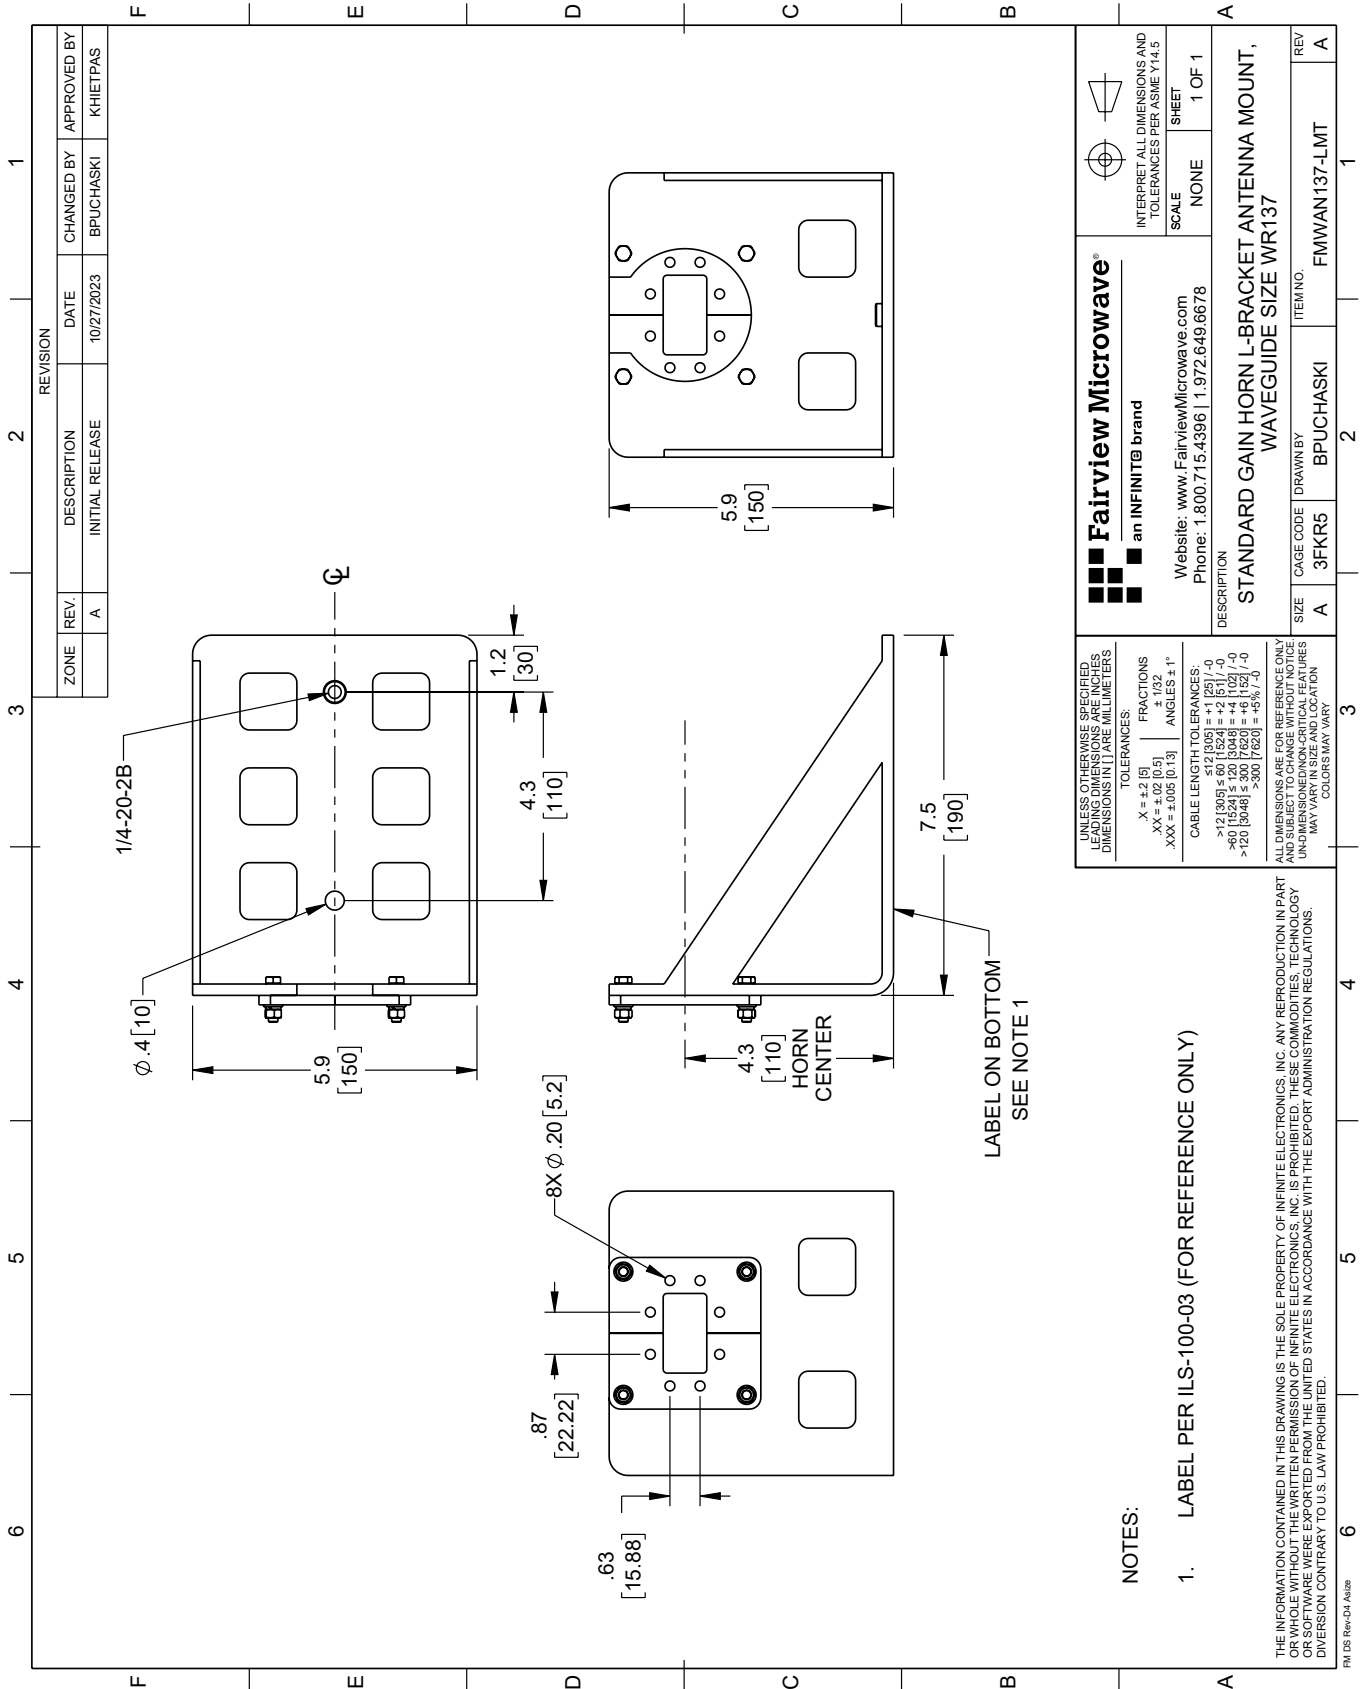 6 5 4 3 2 1
F
E
D
C
B
A
REVISION
ZONE REV. DESCRIPTION DATE CHANGED BY APPROVED BY
A INITIAL RELEASE 10/27/2023 BPUCHASKI KHIETPAS
1/4-20-2B
⌀ .4 [10]
℄
5.9
[150]
4.3
[110]
1.2
[30]
8X ⌀ .20 [5.2]
.87
[22.22]
.63
[15.88]
4.3
[110]
HORN
CENTER
7.5
[190]
5.9
[150]
LABEL ON BOTTOM
SEE NOTE 1
NOTES:
1. LABEL PER ILS-100-03 (FOR REFERENCE ONLY)
THE INFORMATION CONTAINED IN THIS DRAWING IS THE SOLE PROPERTY OF INFINITE ELECTRONICS, INC. ANY REPRODUCTION IN PART
OR WHOLE WITHOUT THE WRITTEN PERMISSION OF INFINITE ELECTRONICS, INC. IS PROHIBITED. THESE COMMODITIES, TECHNOLOGY
OR SOFTWARE WERE EXPORTED FROM THE UNITED STATES IN ACCORDANCE WITH THE EXPORT ADMINISTRATION REGULATIONS.
DIVERSION CONTRARY TO U.S. LAW PROHIBITED.
UNLESS OTHERWISE SPECIFIED
LEADING DIMENSIONS ARE INCHES
DIMENSIONS IN [ ] ARE MILLIMETERS
TOLERANCES:
.X = ±.2 [5]
.XX = ±.02 [0.5]
.XXX = ±.005 [0.13]
FRACTIONS
± 1/32
ANGLES ± 1°
CABLE LENGTH TOLERANCES:
≤12 [305] = +1 [25] / -0
>12 [305] ≤ 60 [1524] = +2 [51] / -0
>60 [1524] ≤ 120 [3048] = +4 [102] / -0
>120 [3048] ≤ 300 [7620] = +6 [152] / -0
>300 [7620] = +5% / -0
ALL DIMENSIONS ARE FOR REFERENCE ONLY
AND SUBJECT TO CHANGE WITHOUT NOTICE.
UN-DIMENSIONED/NON-CRITICAL FEATURES
MAY VARY IN SIZE AND LOCATION
COLORS MAY VARY
Fairview Microwave®
an INFINIT@ brand
Website: www.FairviewMicrowave.com
Phone: 1.800.715.4396 | 1.972.649.6678
INTERPRET ALL DIMENSIONS AND
TOLERANCES PER ASME Y14.5
SCALE NONE
SHEET 1 OF 1
DESCRIPTION
STANDARD GAIN HORN L-BRACKET ANTENNA MOUNT,
WAVEGUIDE SIZE WR137
SIZE A
CAGE CODE 3FKR5
DRAWN BY BPUCHASKI
ITEM NO. FMWAN137-LMT
REV A
F
E
D
C
B
A
FM DS Rev-D4 Asize
6 5 4 3 2 1